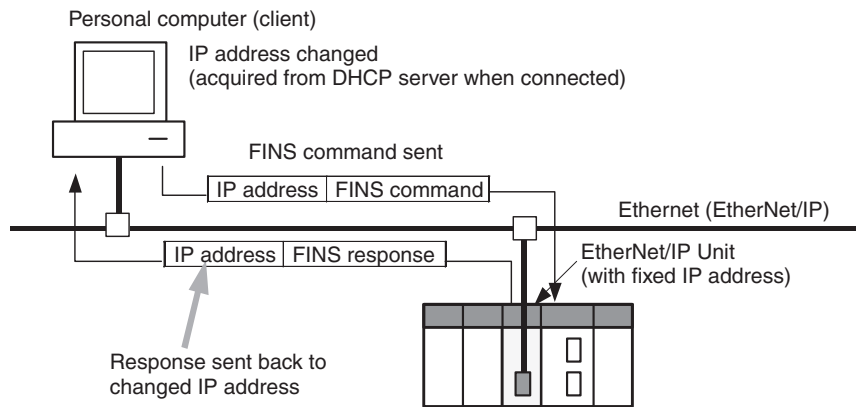 Personal computer (client)
IP address changed
(acquired from DHCP server when connected)
FINS command sent
IP address FINS command
Ethernet (EtherNet/IP)
IP address FINS response
EtherNet/IP Unit
(with fixed IP address)
Response sent back to
changed IP address